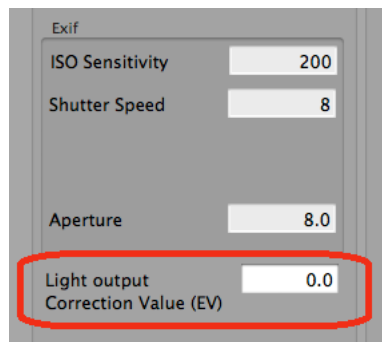 Exif
ISO Sensitivity 200
Shutter Speed 8
Aperture 8.0
Light output 0.0
Correction Value (EV)